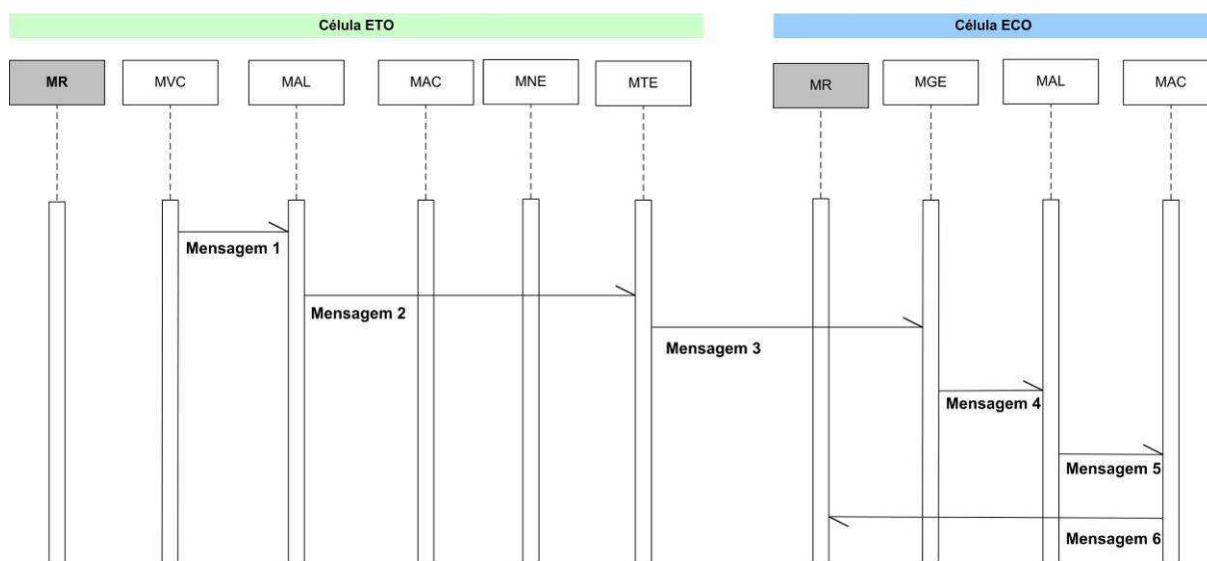 Célula ETO
Célula ECO
MR
MVC
MAL
MAC
MNE
MTE
MR
MGE
MAL
MAC
Mensagem 1
Mensagem 2
Mensagem 3
Mensagem 4
Mensagem 5
Mensagem 6